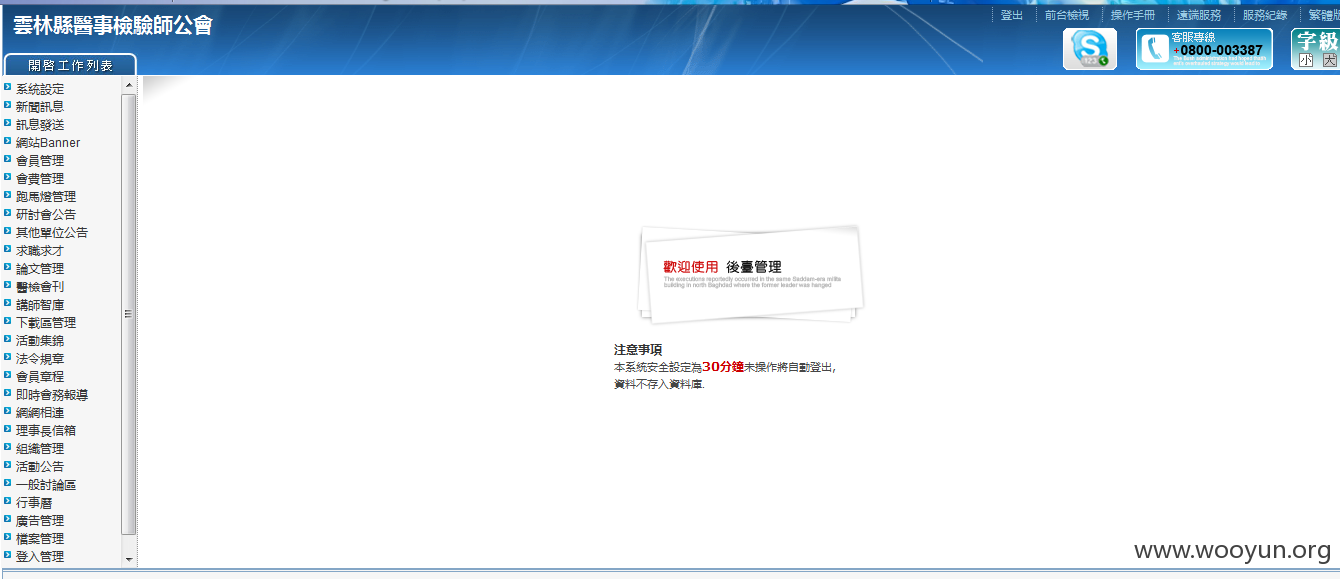 雲林縣醫事檢驗師公會
登出 前台檢視 操作手冊 遠端服務 服務紀錄 繁體版
123
客服專線
+0800-003387
The Bush administration had hoped death
字級
小 大
開啓工作列表
系統設定
新聞訊息
訊息發送
網站Banner
會員管理
會費管理
跑馬燈管理
研討會公告
其他單位公告
求職求才
論文管理
醫檢會刊
講師智庫
下載區管理
活動集錦
法令規章
會員章程
即時會務報導
網網相連
理事長信箱
組織管理
活動公告
一般討論區
行事曆
廣告管理
檔案管理
登入管理
歡迎使用 後臺管理
The executions reportedly occurred in the same Saddam-era milita
building in north Baghdad where the former leader was hanged
注意事項
本系統安全設定為30分鐘未操作將自動登出,
資料不存入資料庫.
www.wooyun.org